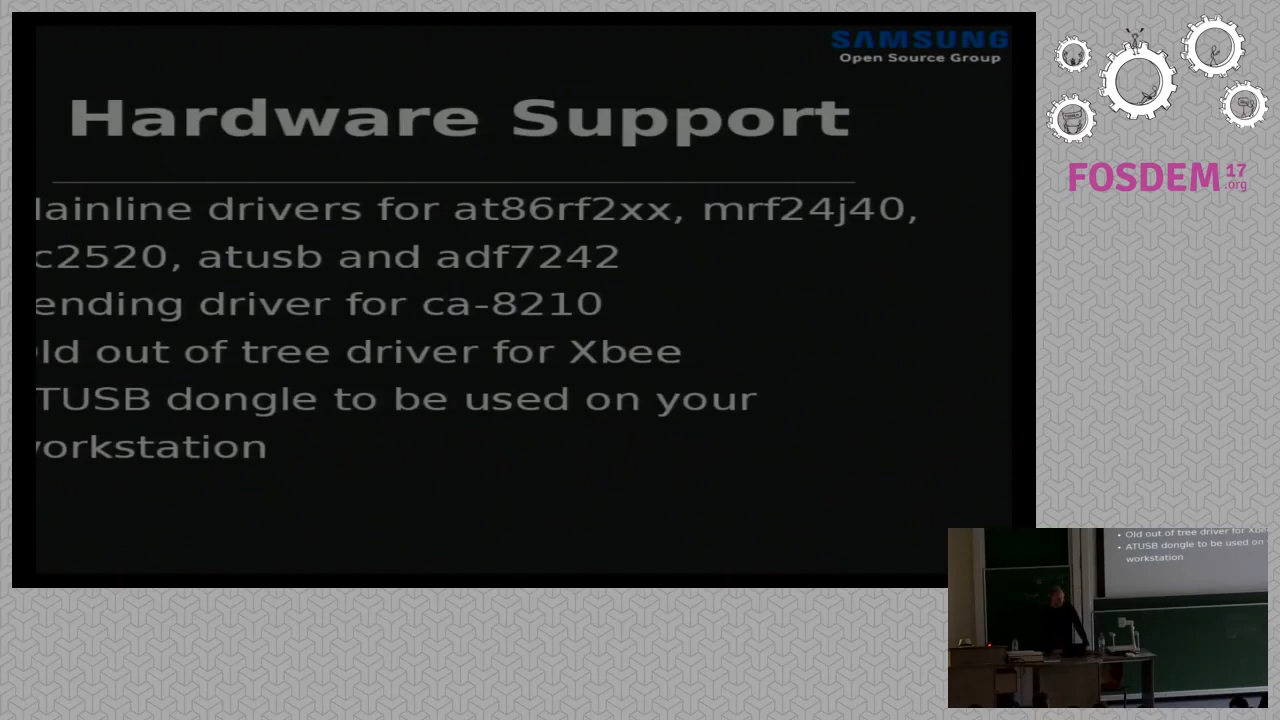 SAMSUNG
Open Source Group
Hardware Support
ainline drivers for at86rf2xx, mrf24j40,
c2520, atusb and adf7242
ending driver for ca-8210
ld out of tree driver for Xbee
TUSB dongle to be used on your
orkstation
FOSDEM 17
.org
• Old out of tree driver for Xbe
• ATUSB dongle to be used on
workstation